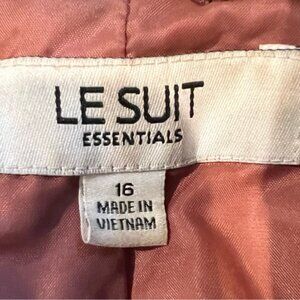 LE SUIT
ESSENTIALS
16
MADE IN
VIETNAM